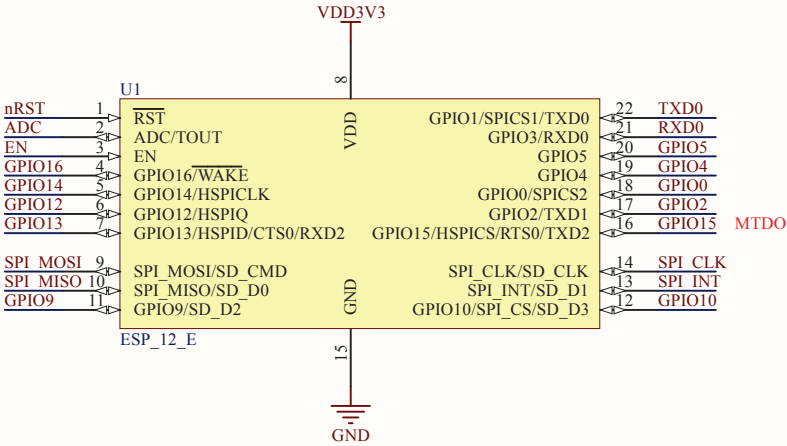 VDD3V3
8
U1
nRST 1 RST VDD GPIO1/SPICS1/TXD0 22 TXD0
ADC 2 ADC/TOUT GPIO3/RXD0 21 RXD0
EN 3 EN GPIO5 20 GPIO5
GPIO16 4 GPIO16/WAKE GPIO4 19 GPIO4
GPIO14 5 GPIO14/HSPICLK GPIO0/SPICS2 18 GPIO0
GPIO12 6 GPIO12/HSPIQ GPIO2/TXD1 17 GPIO2
GPIO13 7 GPIO13/HSPID/CTS0/RXD2 GPIO15/HSPICS/RTS0/TXD2 16 GPIO15 MTDO
SPI_MOSI 9 SPI_MOSI/SD_CMD SPI_CLK/SD_CLK 14 SPI_CLK
SPI_MISO 10 SPI_MISO/SD_D0 GND SPI_INT/SD_D1 13 SPI_INT
GPIO9 11 GPIO9/SD_D2 GPIO10/SPI_CS/SD_D3 12 GPIO10
ESP_12_E
15
GND